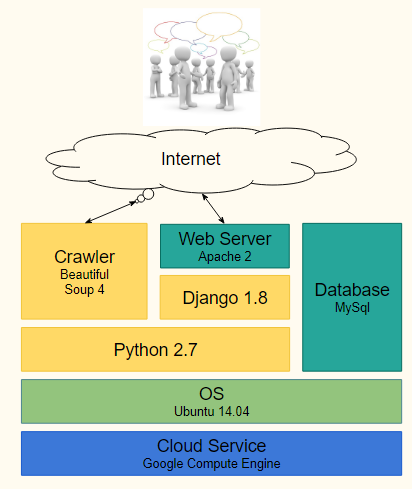 Internet
Crawler
Beautiful
Soup 4
Web Server
Apache 2
Django 1.8
Database
MySql
Python 2.7
OS
Ubuntu 14.04
Cloud Service
Google Compute Engine